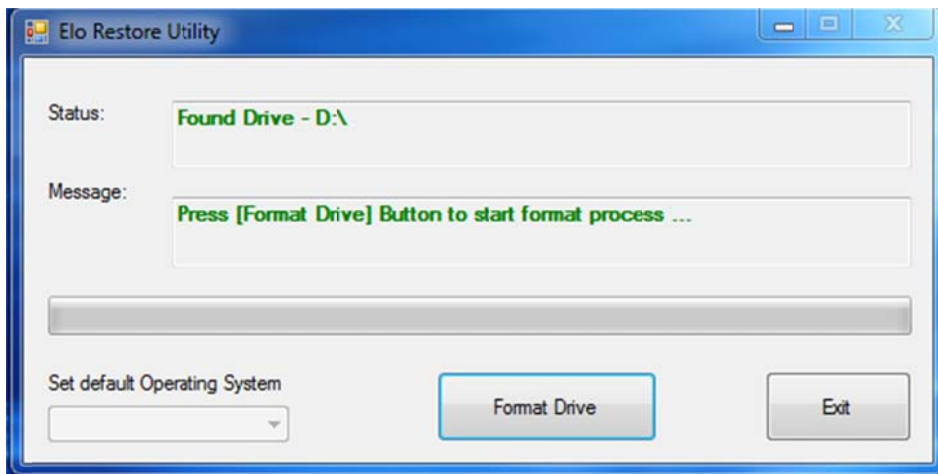 Elo Restore Utility
Status:
Found Drive - D:\
Message:
Press [Format Drive] Button to start format process ...
Set default Operating System
Format Drive
Exit